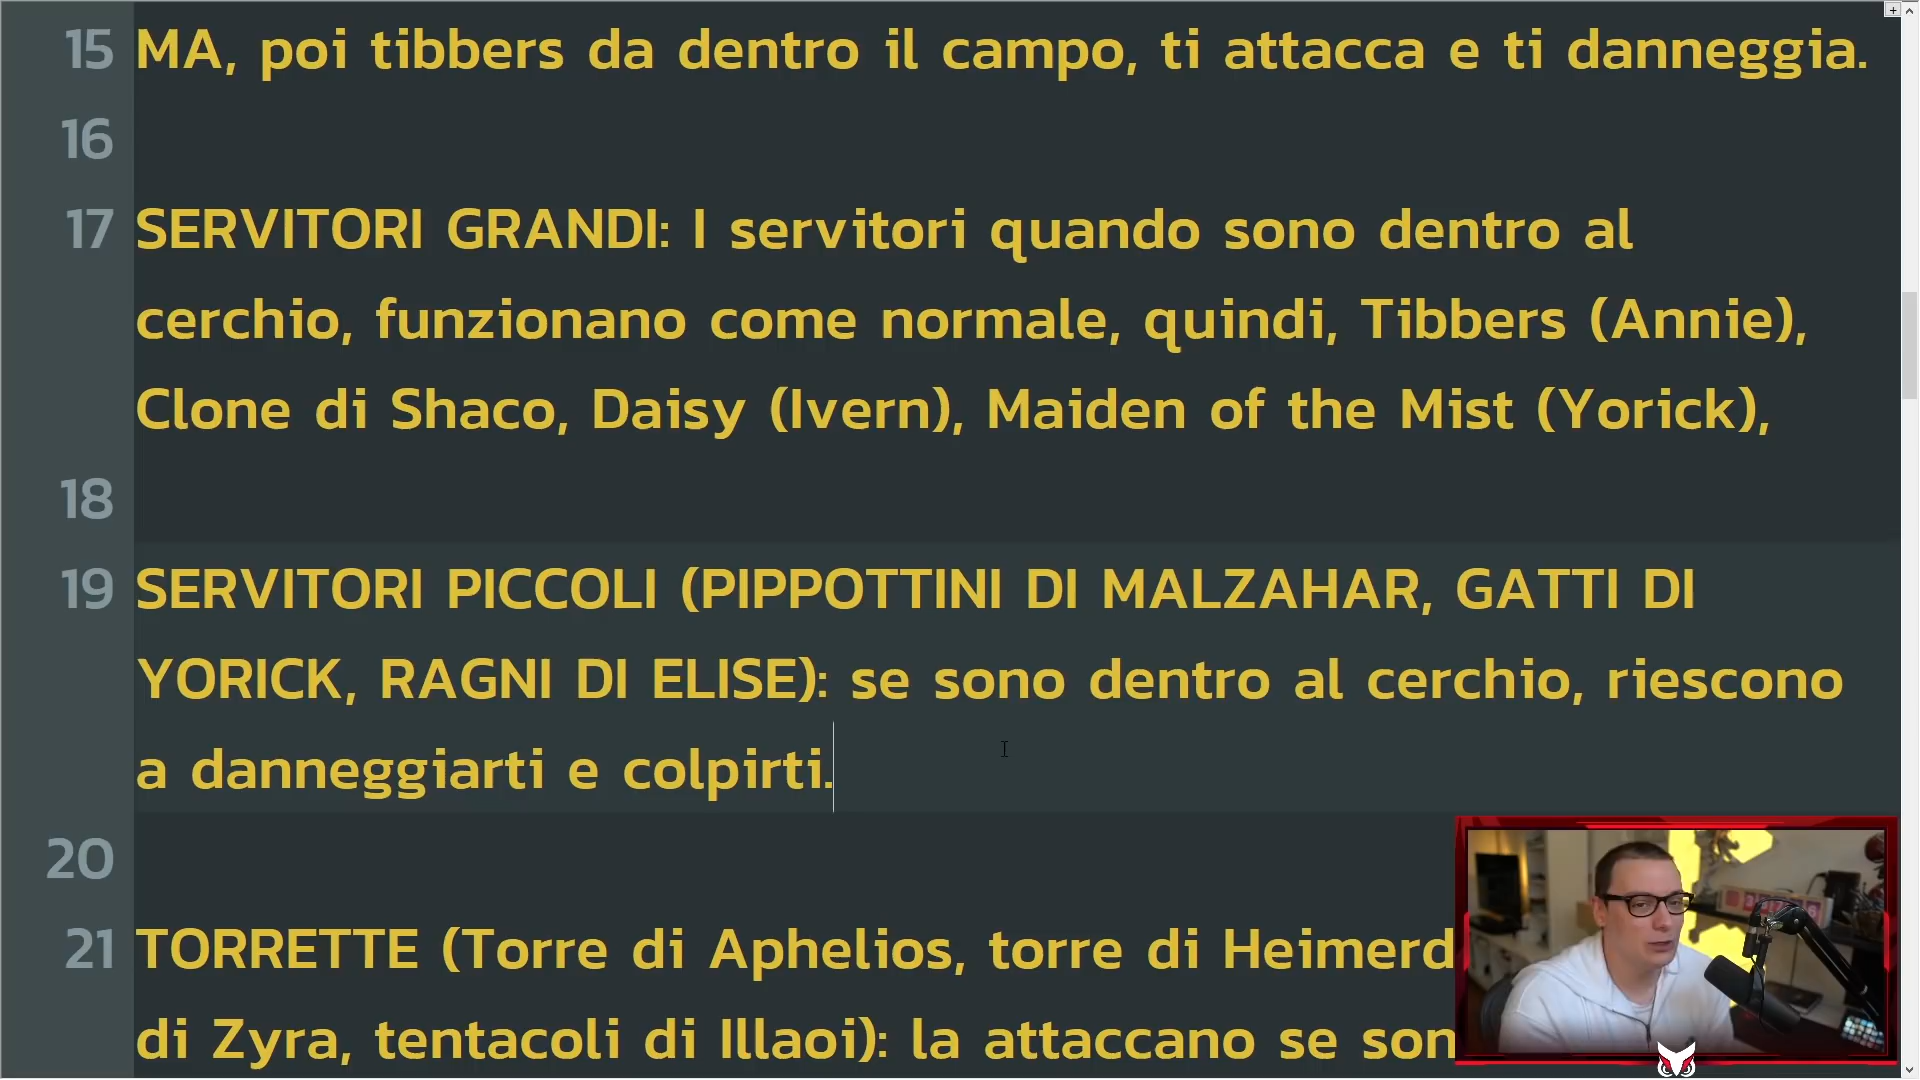 15 MA, poi tibbers da dentro il campo, ti attacca e ti danneggia.
16
17 SERVITORI GRANDI: I servitori quando sono dentro al
cerchio, funzionano come normale, quindi, Tibbers (Annie),
Clone di Shaco, Daisy (Ivern), Maiden of the Mist (Yorick),
18
19 SERVITORI PICCOLI (PIPPOTTINI DI MALZAHAR, GATTI DI
YORICK, RAGNI DI ELISE): se sono dentro al cerchio, riescono
a danneggiarti e colpirti.
20
21 TORRETTE (Torre di Aphelios, torre di Heimerd
di Zyra, tentacoli di Illaoi): la attaccano se son